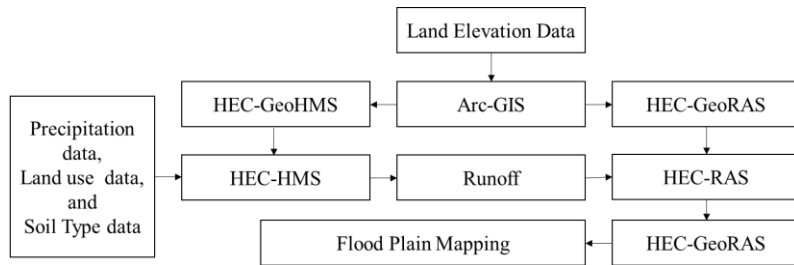 Land Elevation Data
HEC-GeoHMS
Arc-GIS
HEC-GeoRAS
Precipitation
data,
Land use data,
and
Soil Type data
HEC-HMS
Runoff
HEC-RAS
Flood Plain Mapping
HEC-GeoRAS